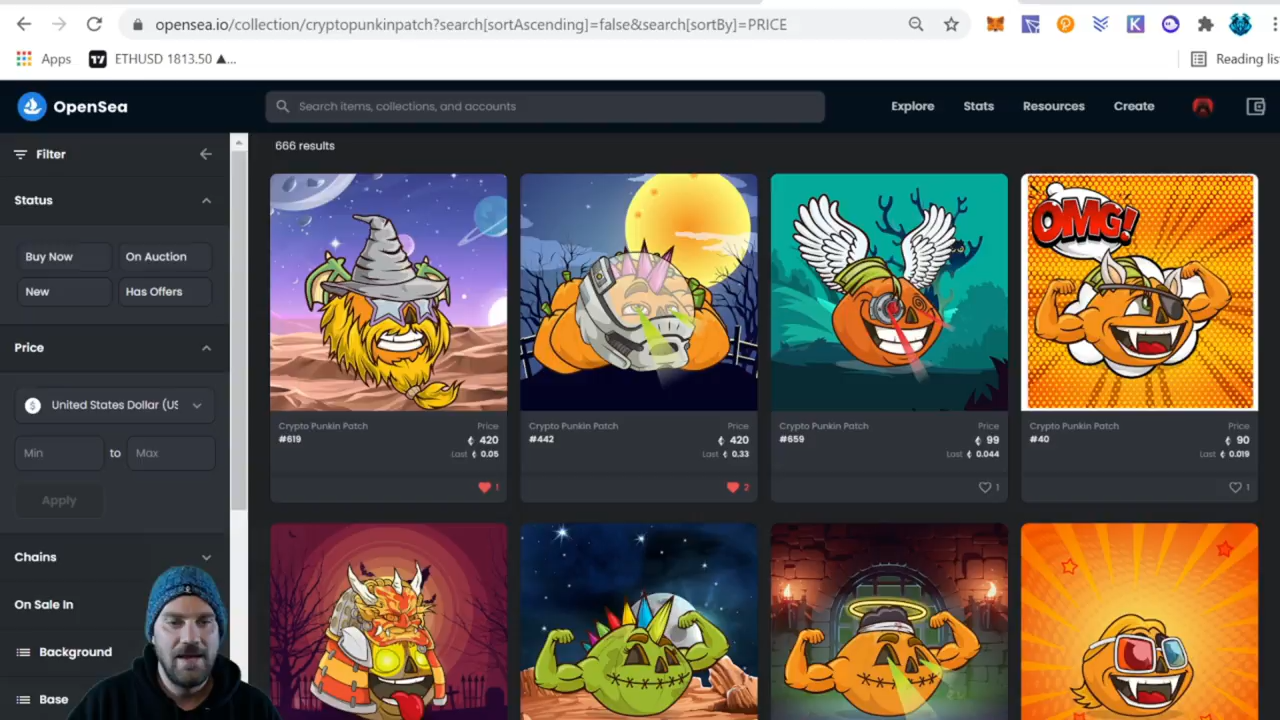 opensea.io/collection/cryptopunkinpatch?search[sortAscending]=false&search[sortBy]=PRICE
Apps
ETHUSD 1813.50 ▲...
Reading lis
OpenSea
Search items, collections, and accounts
Explore
Stats
Resources
Create
Filter
666 results
Status
Buy Now
On Auction
New
Has Offers
Price
United States Dollar (US
Min
to
Max
Apply
Chains
On Sale In
Background
Base
OMG!
Crypto Punkin Patch
Price
#619
420
Last 0.05
1
Crypto Punkin Patch
Price
#442
420
Last 0.33
2
Crypto Punkin Patch
Price
#659
99
Last 0.044
1
Crypto Punkin Patch
Price
#40
90
Last 0.019
1